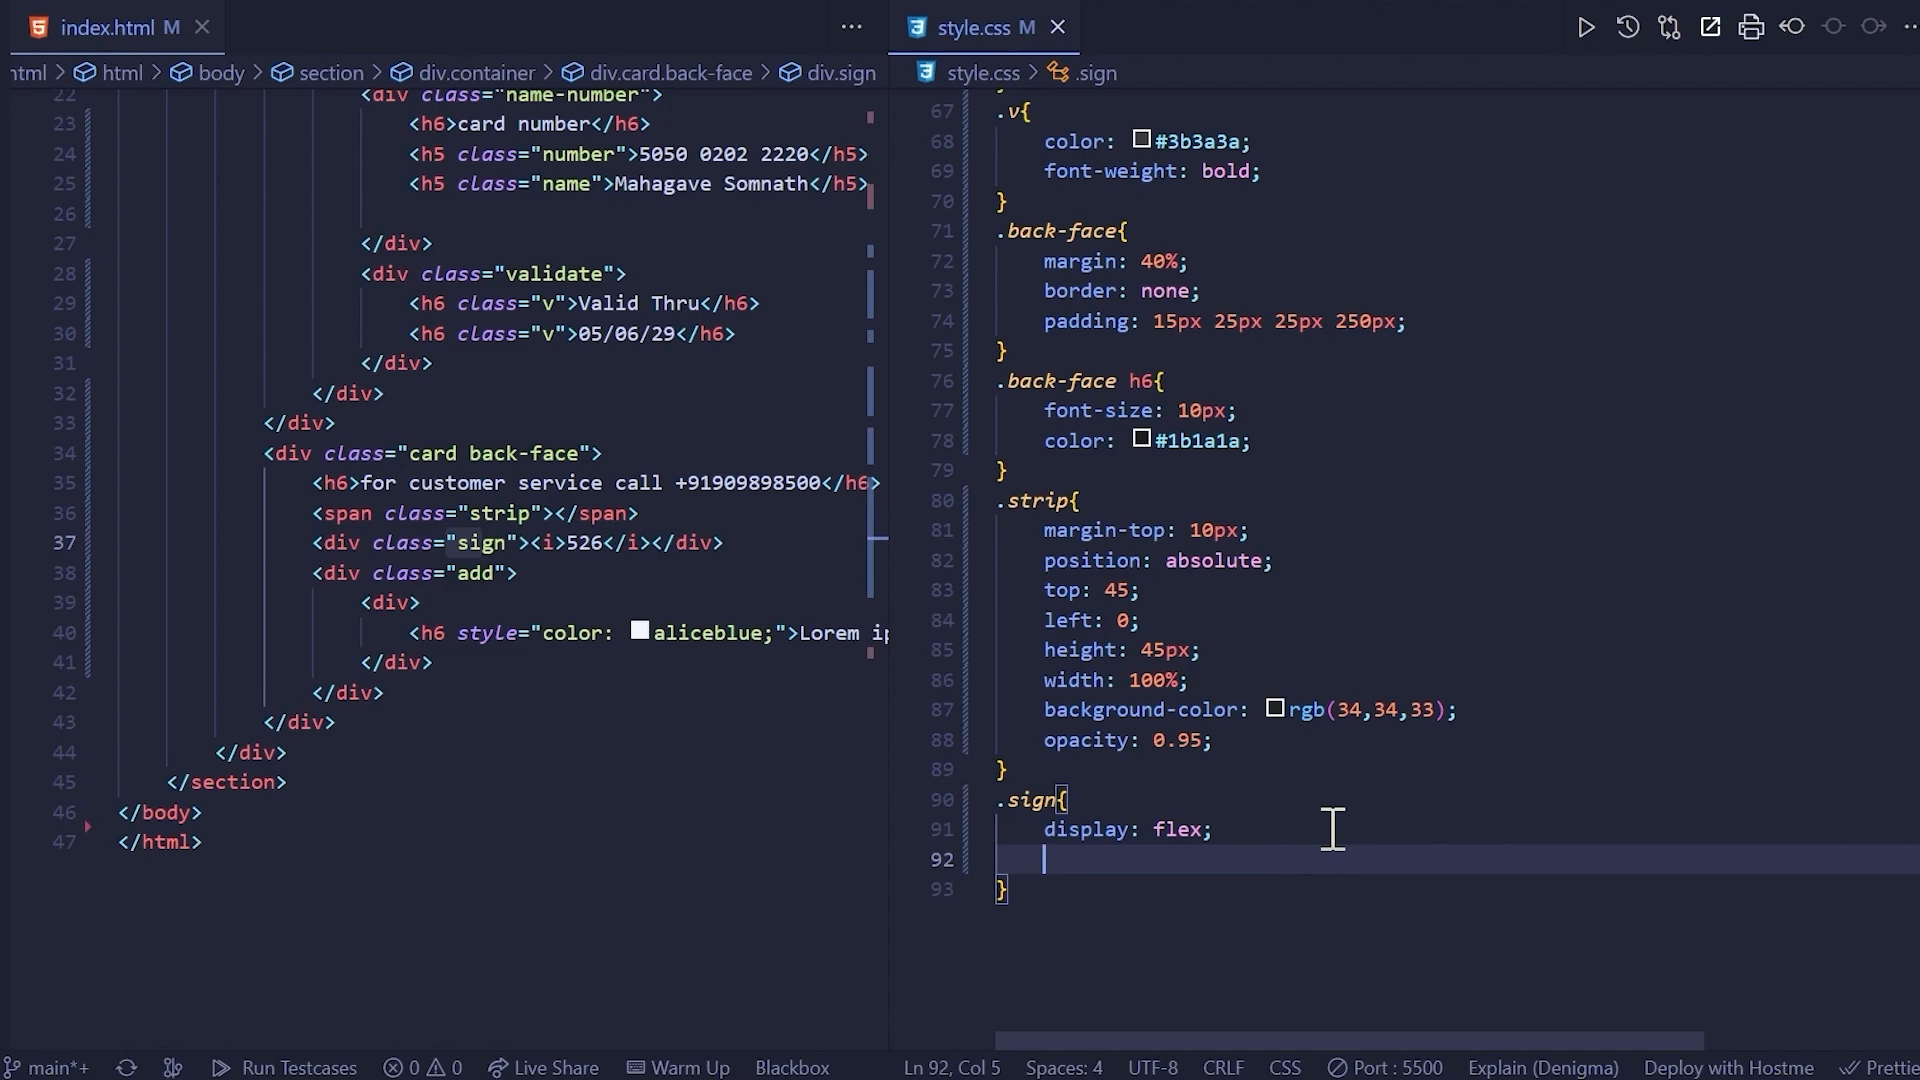 index.html M
style.css M
html > body > section > div.container > div.card.back-face > div.sign
style.css > .sign
22 <div class="name-number">
23 <h6>card number</h6>
24 <h5 class="number">5050 0202 2220</h5>
25 <h5 class="name">Mahagave Somnath</h5>
26
27 </div>
28 <div class="validate">
29 <h6 class="v">Valid Thru</h6>
30 <h6 class="v">05/06/29</h6>
31 </div>
32 </div>
33 </div>
34 <div class="card back-face">
35 <h6>for customer service call +91909898500</h6>
36 <span class="strip"></span>
37 <div class="sign"><i>526</i></div>
38 <div class="add">
39 <div>
40 <h6 style="color: aliceblue;">Lorem ip
41 </div>
42 </div>
43 </div>
44 </div>
45 </section>
46 </body>
47 </html>
67 .v{
68 color: #3b3a3a;
69 font-weight: bold;
70 }
71 .back-face{
72 margin: 40%;
73 border: none;
74 padding: 15px 25px 25px 250px;
75 }
76 .back-face h6{
77 font-size: 10px;
78 color: #1b1a1a;
79 }
80 .strip{
81 margin-top: 10px;
82 position: absolute;
83 top: 45;
84 left: 0;
85 height: 45px;
86 width: 100%;
87 background-color: rgb(34,34,33);
88 opacity: 0.95;
89 }
90 .sign{
91 display: flex;
92
93 }
main*+ Run Testcases 0 0 Live Share Warm Up Blackbox Ln 92, Col 5 Spaces: 4 UTF-8 CRLF CSS Port : 5500 Explain (Denigma) Deploy with Hostme Prettie